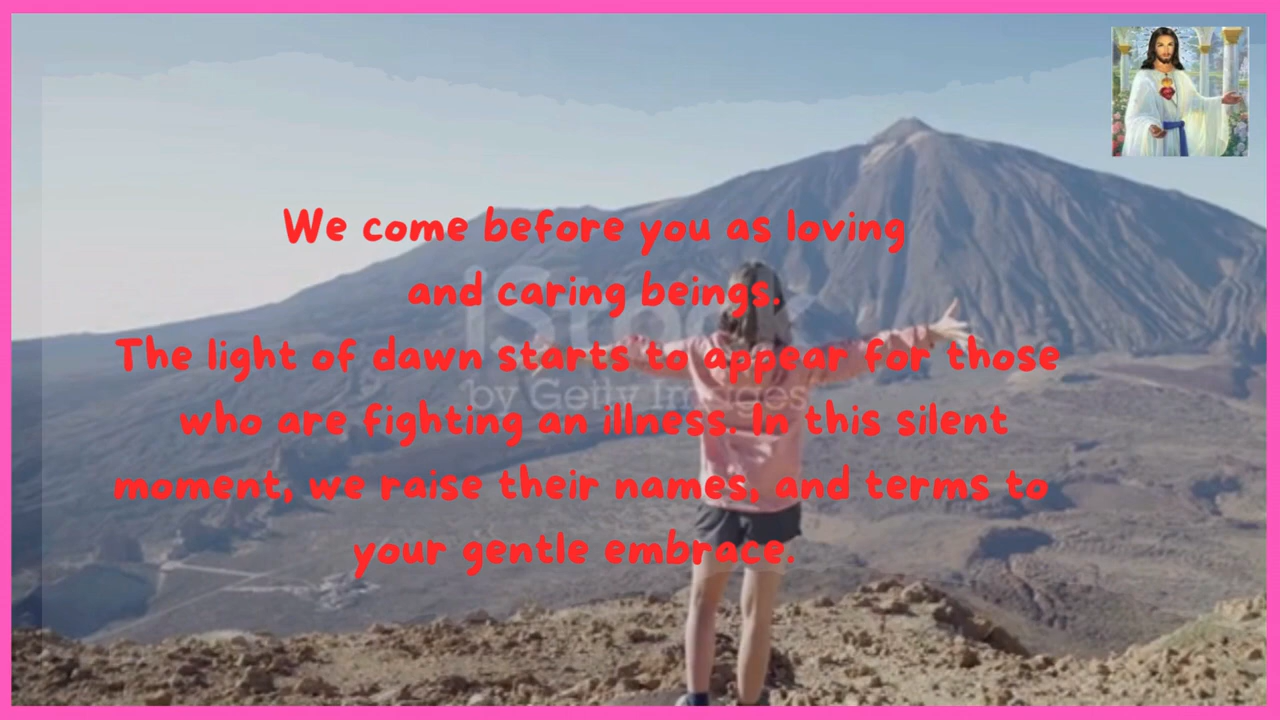 We come before you as loving
and caring beings.
The light of dawn starts to appear for those
who are fighting an illness. In this silent
moment, we raise their names, and terms to
your gentle embrace.
iStock
by Getty Images